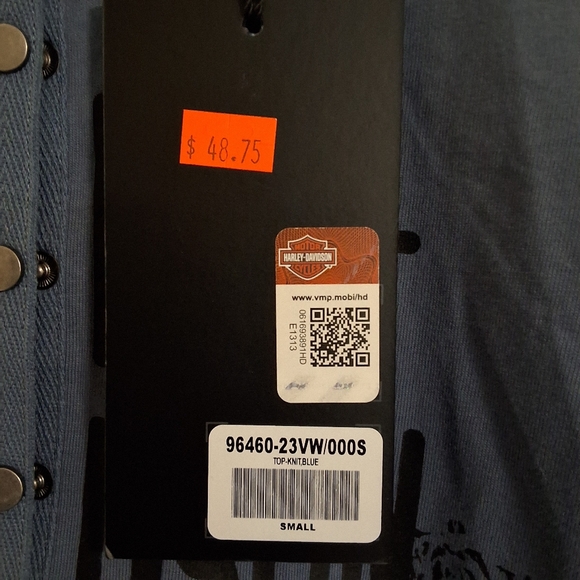 $ 48.75
MOTOR
HARLEY-DAVIDSON
CYCLES
www.vmp.mobi/hd
061693891HD
E1313
96460-23VW/000S
TOP-KNIT,BLUE
SMALL